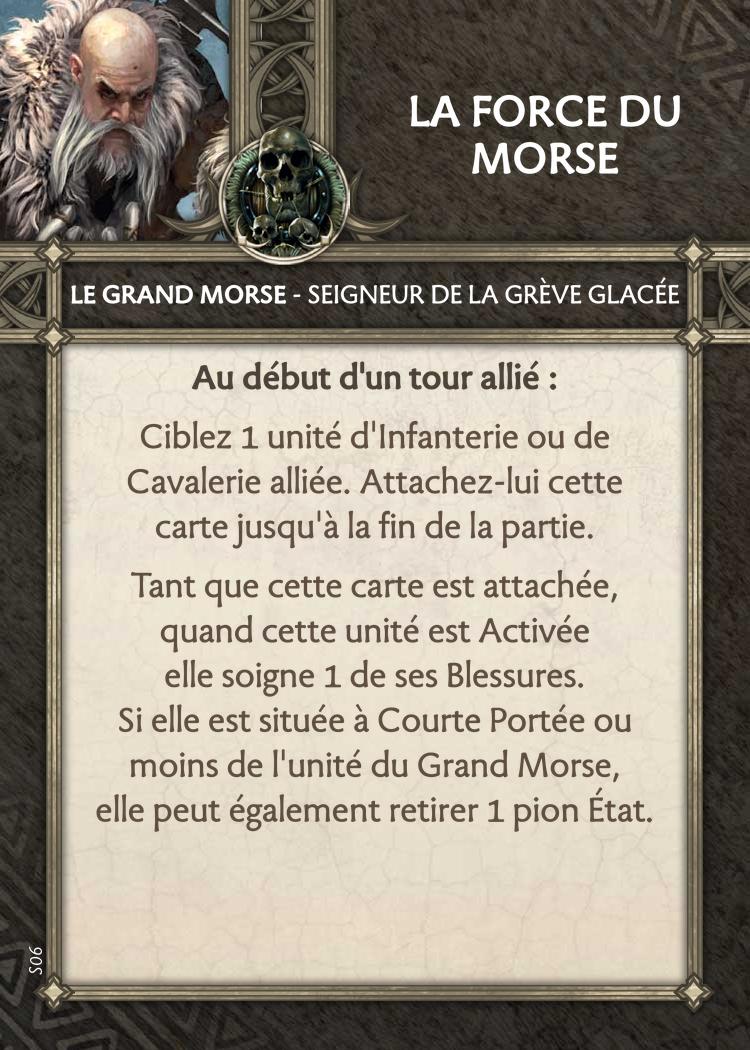 LA FORCE DU
MORSE
LE GRAND MORSE - SEIGNEUR DE LA GRÈVE GLACÉE
Au début d'un tour allié :
Ciblez 1 unité d'Infanterie ou de
Cavalerie alliée. Attachez-lui cette
carte jusqu'à la fin de la partie.
Tant que cette carte est attachée,
quand cette unité est Activée
elle soigne 1 de ses Blessures.
Si elle est située à Courte Portée ou
moins de l'unité du Grand Morse,
elle peut également retirer 1 pion État.
S06